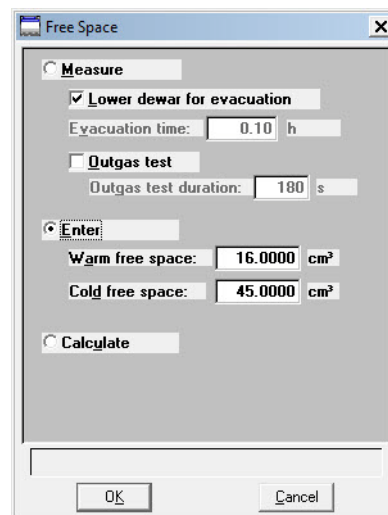 Free Space
Measure
Lower dewar for evacuation
Evacuation time: 0.10 h
Outgas test
Outgas test duration: 180 s
Enter
Warm free space: 16.0000 cm³
Cold free space: 45.0000 cm³
Calculate
OK Cancel